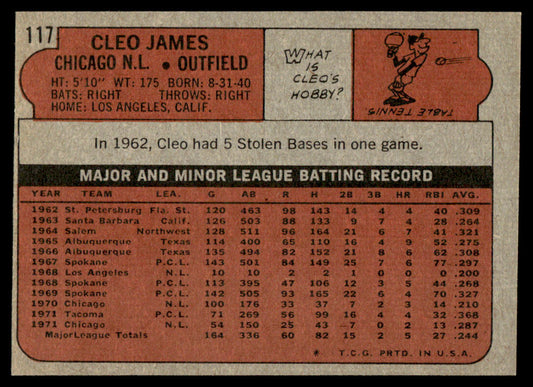 117
CLEO JAMES
CHICAGO N.L. • OUTFIELD
HT: 5'10" WT: 175 BORN: 8-31-40
BATS: RIGHT THROWS: RIGHT
HOME: LOS ANGELES, CALIF.
WHAT
IS
CLEO'S
HOBBY?
TABLE TENNIS
In 1962, Cleo had 5 Stolen Bases in one game.
MAJOR AND MINOR LEAGUE BATTING RECORD
YEAR TEAM LEA. G AB R H 2B 3B HR RBI AVG.
1962 St. Petersburg Fla. St. 120 463 98 143 14 4 4 40 .309
1963 Santa Barbara Calif. 126 503 88 133 9 7 4 28 .264
1964 Salem Northwest 128 511 96 164 21 6 7 41 .321
1965 Albuquerque Texas 114 400 65 110 16 4 9 52 .275
1966 Albuquerque Texas 135 494 82 152 21 8 6 62 .308
1967 Spokane P.C.L. 143 501 84 149 25 7 6 77 .297
1968 Los Angeles N.L. 10 10 2 2 1 0 0 0 .200
1968 Spokane P.C.L. 113 395 47 106 12 3 5 44 .268
1969 Spokane P.C.L. 142 505 93 150 22 4 5 66 .297
1970 Chicago N.L. 100 176 33 37 7 2 3 14 .210
1971 Tacoma P.C.L. 71 269 56 99 16 4 4 32 .368
1971 Chicago N.L. 54 150 25 43 7 0 2 13 .287
Major League Totals 164 336 60 82 15 2 5 27 .244
* T.C.G. PRTD. IN U.S.A.